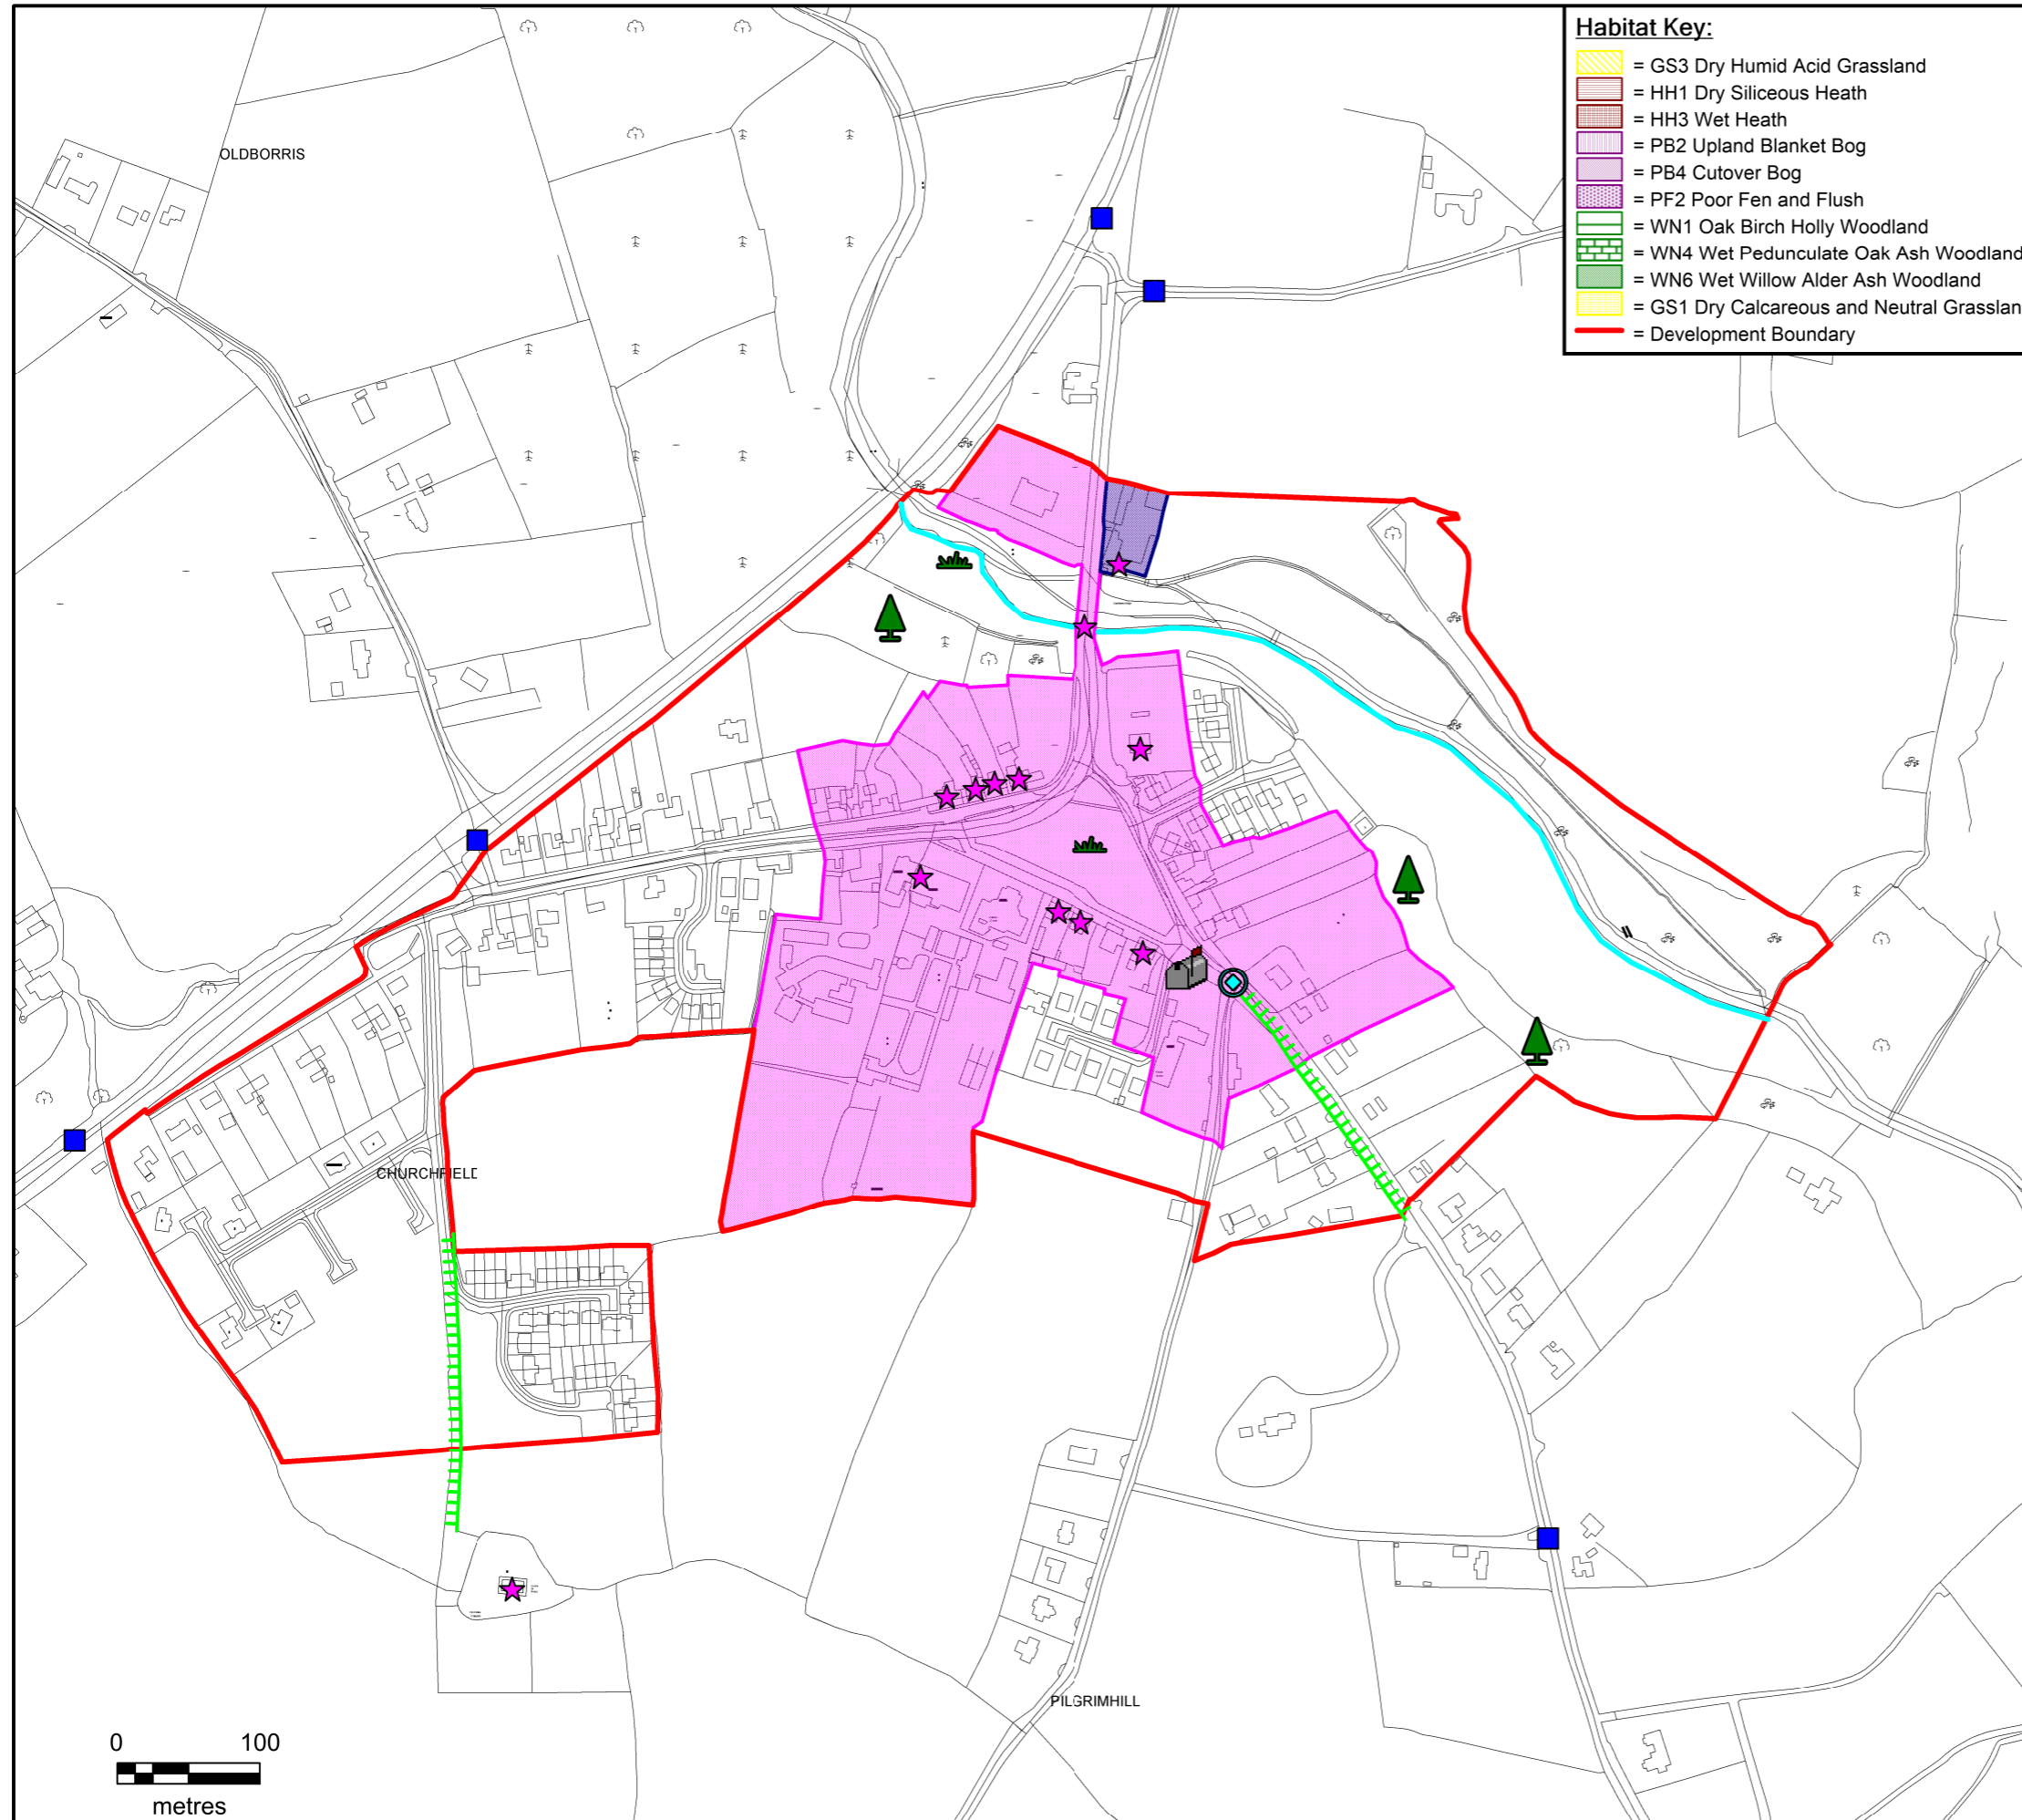 Habitat Key:
= GS3 Dry Humid Acid Grassland
= HH1 Dry Siliceous Heath
= HH3 Wet Heath
= PB2 Upland Blanket Bog
= PB4 Cutover Bog
= PF2 Poor Fen and Flush
= WN1 Oak Birch Holly Woodland
= WN4 Wet Pedunculate Oak Ash Woodland
= WN6 Wet Willow Alder Ash Woodland
= GS1 Dry Calcareous and Neutral Grasslan
= Development Boundary
OLDBORRIS
CHURCHFIELD
PILGRIMHILL
0 100
metres